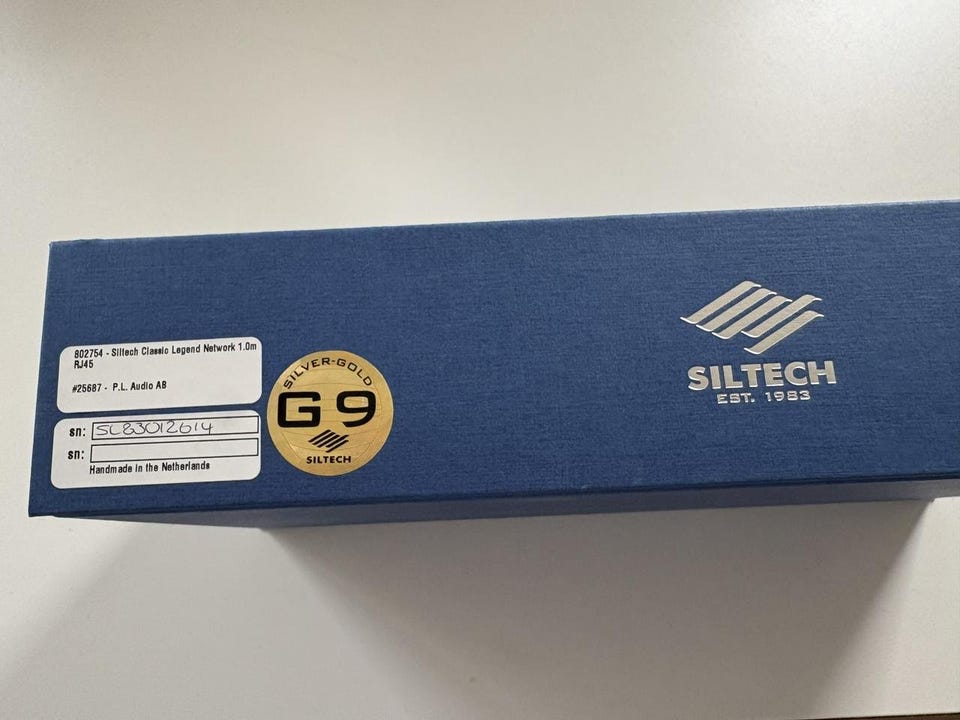 802754 - Siltech Classic Legend Network 1.0m
RJ45
#25687 - P.L. Audio AB
sn: SL83012614
sn:
Handmade in the Netherlands
SILVER-GOLD
G9
SILTECH
SILTECH
EST. 1983